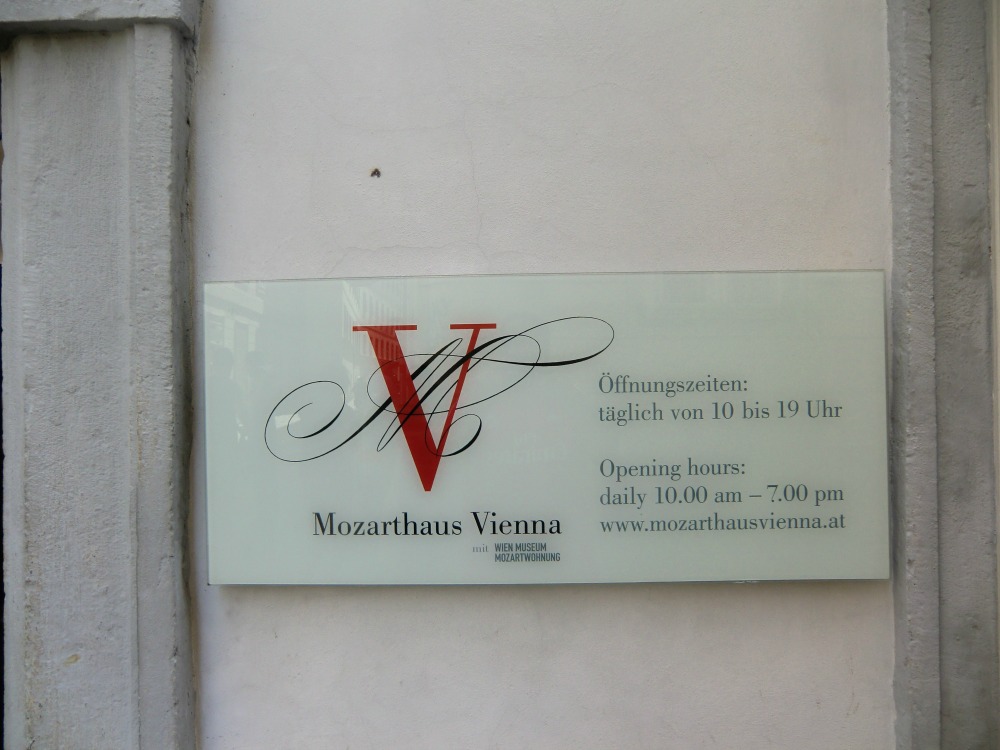 VM
Mozarthaus Vienna
mit WIEN MUSEUM
MOZARTWOHNUNG
Öffnungszeiten:
täglich von 10 bis 19 Uhr
Opening hours:
daily 10.00 am – 7.00 pm
www.mozarthausvienna.at